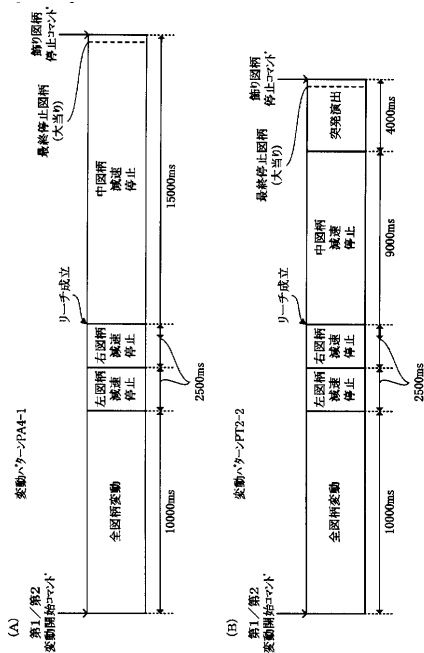 (A)
変動パターンPA4-1
第1/第2
変動開始コマンド
リーチ成立
最終停止図柄
(大当り)
飾り図柄
停止コマンド
全図柄変動
左図柄
減速
停止
右図柄
減速
停止
中図柄
減速
停止
10000ms
2500ms
15000ms
(B)
変動パターンPT2-2
第1/第2
変動開始コマンド
リーチ成立
最終停止図柄
(大当り)
飾り図柄
停止コマンド
全図柄変動
左図柄
減速
停止
右図柄
減速
停止
中図柄
減速
停止
突発演出
10000ms
2500ms
9000ms
4000ms